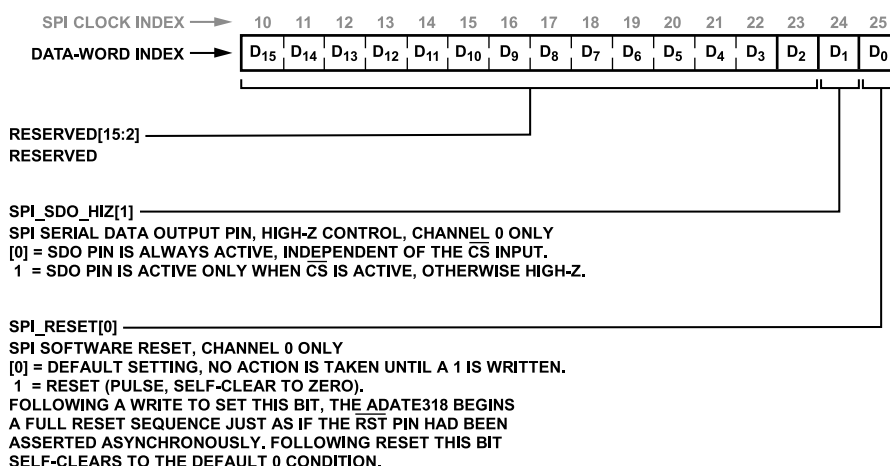 SPI CLOCK INDEX 10 11 12 13 14 15 16 17 18 19 20 21 22 23 24 25
DATA-WORD INDEX D15 D14 D13 D12 D11 D10 D9 D8 D7 D6 D5 D4 D3 D2 D1 D0
RESERVED[15:2]
RESERVED
SPI_SDO_HIZ[1]
SPI SERIAL DATA OUTPUT PIN, HIGH-Z CONTROL, CHANNEL 0 ONLY
[0] = SDO PIN IS ALWAYS ACTIVE, INDEPENDENT OF THE C̅S̅ INPUT.
1 = SDO PIN IS ACTIVE ONLY WHEN C̅S̅ IS ACTIVE, OTHERWISE HIGH-Z.
SPI_RESET[0]
SPI SOFTWARE RESET, CHANNEL 0 ONLY
[0] = DEFAULT SETTING, NO ACTION IS TAKEN UNTIL A 1 IS WRITTEN.
1 = RESET (PULSE, SELF-CLEAR TO ZERO).
FOLLOWING A WRITE TO SET THIS BIT, THE ADATE318 BEGINS
A FULL RESET SEQUENCE JUST AS IF THE R̅S̅T̅ PIN HAD BEEN
ASSERTED ASYNCHRONOUSLY. FOLLOWING RESET THIS BIT
SELF-CLEARS TO THE DEFAULT 0 CONDITION.